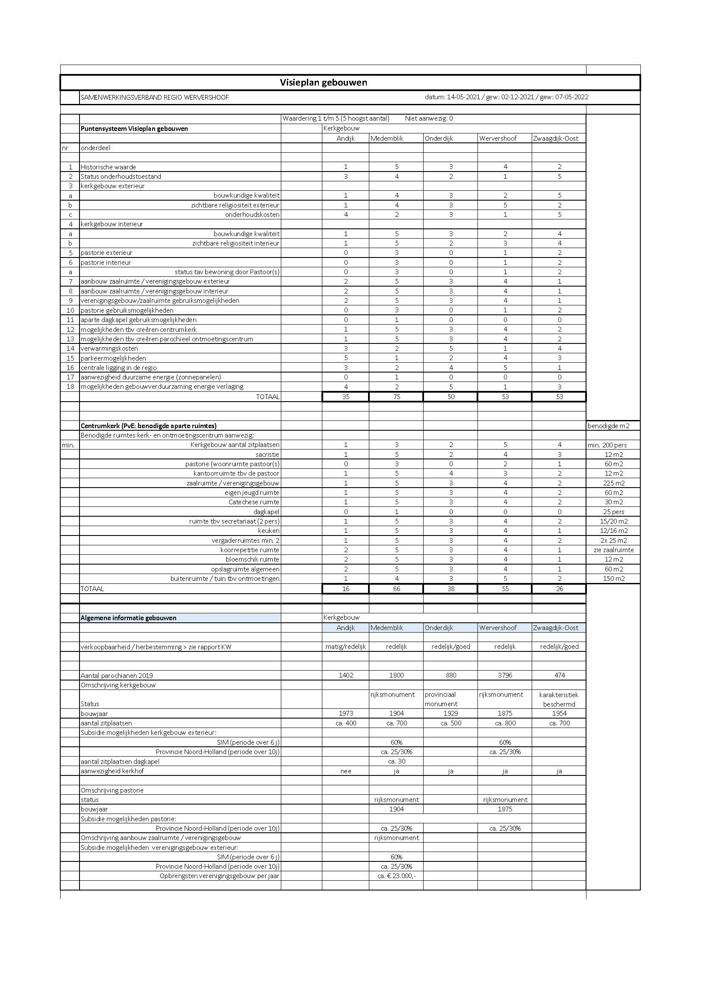 Visieplan gebouwen
SAMENWERKINGSVERBAND REGIO WERVERSHOOF datum: 14-05-2021 / gew: 02-12-2021 / gew: 07-05-2022
Waardering 1 t/m 5 (5 hoogst aantal) Niet aanwezig: 0
Puntensysteem Visieplan gebouwen Kerkgebouw
Andijk Medemblik Onderdijk Wervershoof Zwaagdijk-Oost
nr onderdeel
1 Historische waarde 1 5 3 4 2
2 Status onderhoudstoestand 3 4 2 1 5
3 kerkgebouw exterieur
a bouwkundige kwaliteit 1 4 3 2 5
b zichtbare religiositeit exterieur 1 4 3 5 2
c onderhoudskosten 4 2 3 1 5
4 kerkgebouw interieur
a bouwkundige kwaliteit 1 5 3 2 4
b zichtbare religiositeit interieur 1 5 2 3 4
5 pastorie exterieur 0 3 0 1 2
6 pastorie interieur 0 3 0 1 2
a status tav bewoning door Pastoor(s) 0 3 0 1 2
7 aanbouw zaalruimte / verenigingsgebouw exterieur 2 5 3 4 1
8 aanbouw zaalruimte / verenigingsgebouw interieur 2 5 3 4 1
9 verenigingsgebouw/zaalruimte gebruiksmogelijkheden 2 5 3 4 1
10 pastorie gebruiksmogelijkheden 0 3 0 1 2
11 aparte dagkapel gebruiksmogelijkheden 0 1 0 0 0
12 mogelijkheden tbv creëren centrumkerk 1 5 3 4 2
13 mogelijkheden tbv creëren parochieel ontmoetingscentrum 1 5 3 4 2
14 verwarmingskosten 3 2 5 1 4
15 parkeermogelijkheden 5 1 2 4 3
16 centrale ligging in de regio 3 2 4 5 1
17 aanwezigheid duurzame energie (zonnepanelen) 0 1 0 0 0
18 mogelijkheden gebouwverduurzaming energie verlaging 4 2 5 1 3
TOTAAL 35 75 50 53 53
Centrumkerk (PvE: benodigde aparte ruimtes) benodigde m2
Benodigde ruimtes kerk- en ontmoetingscentrum aanwezig:
min. Kerkgebouw aantal zitplaatsen 1 3 2 5 4 min. 200 pers
sacristie 1 5 2 4 3 12 m2
pastorie (woonruimte pastoor(s) 0 3 0 2 1 60 m2
kantoorruimte tbv de pastoor 1 5 4 3 2 12 m2
zaalruimte / verenigingsgebouw 1 5 3 4 2 225 m2
eigen jeugd ruimte 1 5 3 4 2 60 m2
Catechese ruimte 1 5 3 4 2 30 m2
dagkapel 0 1 0 0 0 25 pers
ruimte tbv secretariaat (2 pers) 1 5 3 4 2 15/20 m2
keuken 1 5 3 4 1 12/16 m2
vergaderruimtes min. 2 1 5 3 4 2 2x 25 m2
koorrepetitie ruimte 2 5 3 4 1 zie zaalruimte
bloemschik ruimte 2 5 3 4 1 12 m2
opslagruimte algemeen 2 5 3 4 1 60 m2
buitenruimte / tuin tbv ontmoetingen 1 4 3 5 2 150 m2
TOTAAL 16 66 38 55 26
Algemene informatie gebouwen Kerkgebouw
Andijk Medemblik Onderdijk Wervershoof Zwaagdijk-Oost
verkoopbaarheid / herbestemming > zie rapport KW matig/redelijk redelijk redelijk/goed redelijk redelijk/goed
Aantal parochianen 2019 1402 1800 880 3796 474
Omschrijving kerkgebouw
rijksmonument provinciaal rijksmonument karakteristiek
Status monument beschermd
bouwjaar 1973 1904 1929 1875 1954
aantal zitplaatsen ca. 400 ca. 700 ca. 500 ca. 800 ca. 700
Subsidie mogelijkheden kerkgebouw exterieur:
SIM (periode over 6 j) 60% 60%
Provincie Noord-Holland (periode over 10j) ca. 25/30% ca. 25/30%
aantal zitplaatsen dagkapel ca. 30
aanwezigheid kerkhof nee ja ja ja ja
Omschrijving pastorie
status rijksmonument rijksmonument
bouwjaar 1904 1875
Subsidie mogelijkheden pastorie:
Provincie Noord-Holland (periode over 10j) ca. 25/30% ca. 25/30%
Omschrijving aanbouw zaalruimte / verenigingsgebouw rijksmonument
Subsidie mogelijkheden verenigingsgebouw exterieur:
SIM (periode over 6 j) 60%
Provincie Noord-Holland (periode over 10j) ca. 25/30%
Opbrengsten verenigingsgebouw per jaar ca. € 23.000,-